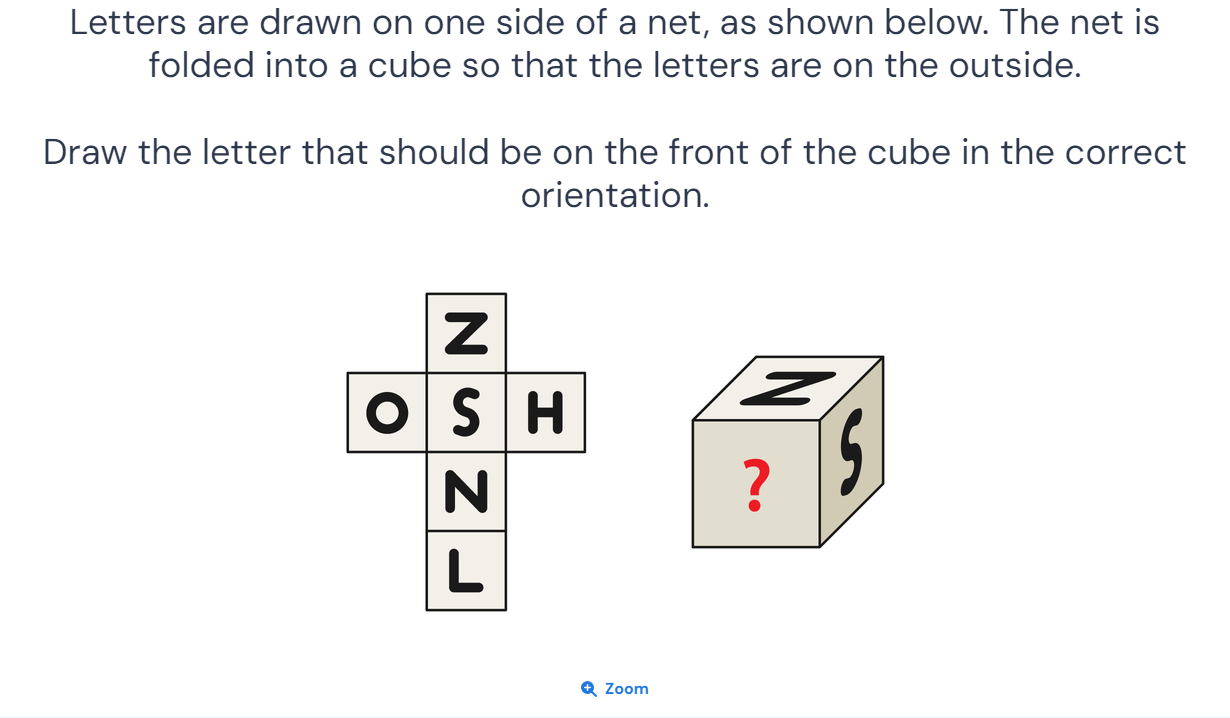 Letters are drawn on one side of a net, as shown below. The net is
folded into a cube so that the letters are on the outside.
Draw the letter that should be on the front of the cube in the correct
orientation.
Z
O S H
N
L
N
? S
Zoom